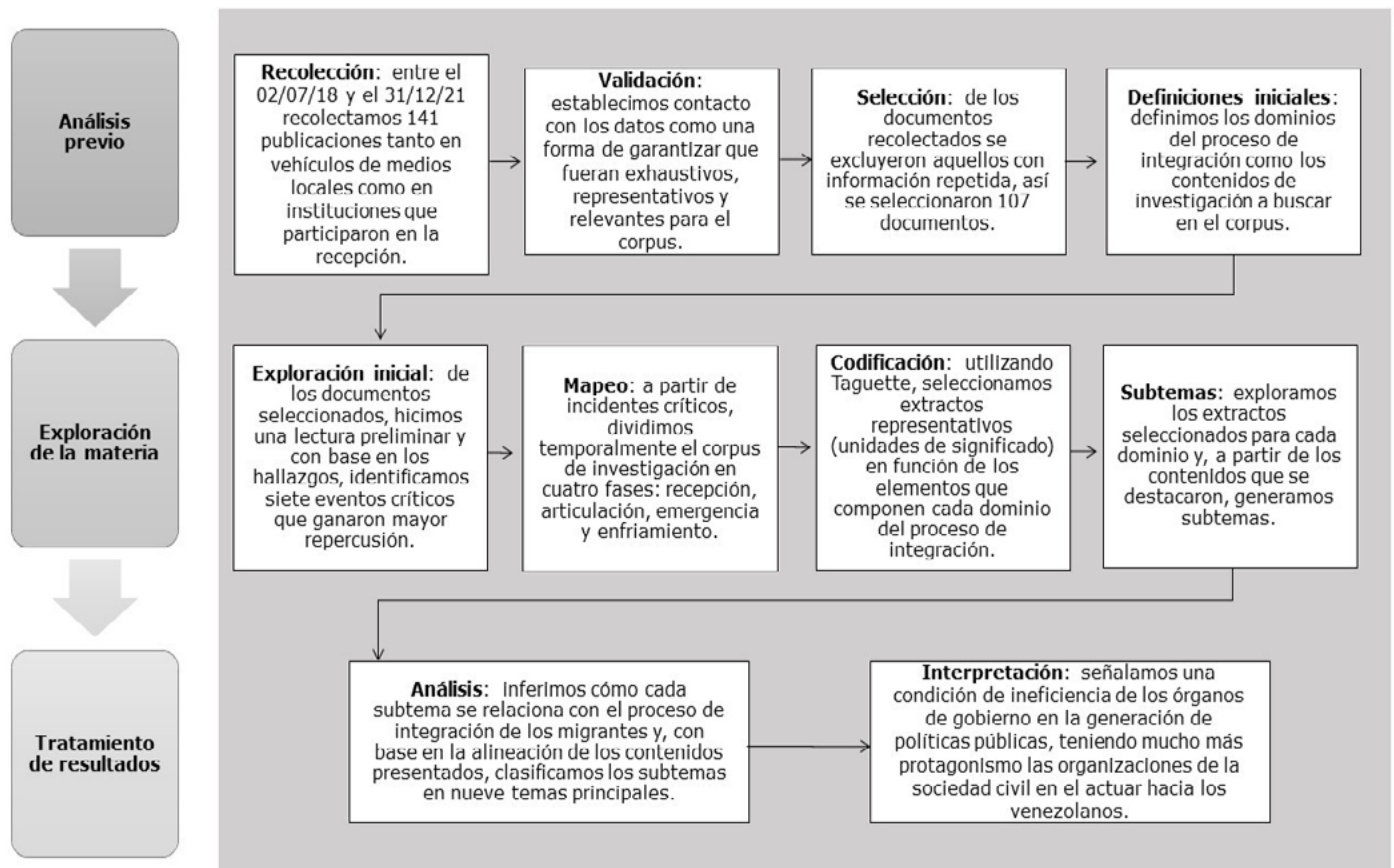 Análisis
previo
Recolección: entre el
02/07/18 y el 31/12/21
recolectamos 141
publicaciones tanto en
vehículos de medios
locales como en
instituciones que
participaron en la
recepción.
Validación:
establecimos contacto
con los datos como una
forma de garantizar que
fueran exhaustivos,
representativos y
relevantes para el
corpus.
Selección: de los
documentos
recolectados se
excluyeron aquellos con
información repetida, así
se seleccionaron 107
documentos.
Definiciones iniciales:
definimos los dominios
del proceso de
integración como los
contenidos de
investigación a buscar
en el corpus.
Exploración
de la materia
Exploración inicial: de
los documentos
seleccionados, hicimos
una lectura preliminar y
con base en los
hallazgos, identificamos
siete eventos críticos
que ganaron mayor
repercusión.
Mapeo: a partir de
incidentes críticos,
dividimos
temporalmente el corpus
de investigación en
cuatro fases: recepción,
articulación, emergencia
y enfriamiento.
Codificación: utilizando
Taguette, seleccionamos
extractos
representativos
(unidades de significado)
en función de los
elementos que
componen cada dominio
del proceso de
integración.
Subtemas: exploramos
los extractos
seleccionados para cada
dominio y, a partir de los
contenidos que se
destacaron, generamos
subtemas.
Tratamiento
de resultados
Análisis: Inferimos cómo cada
subtema se relaciona con el proceso de
integración de los migrantes y, con
base en la alineación de los contenidos
presentados, clasificamos los subtemas
en nueve temas principales.
Interpretación: señalamos una
condición de ineficiencia de los órganos
de gobierno en la generación de
políticas públicas, teniendo mucho más
protagonismo las organizaciones de la
sociedad civil en el actuar hacia los
venezolanos.